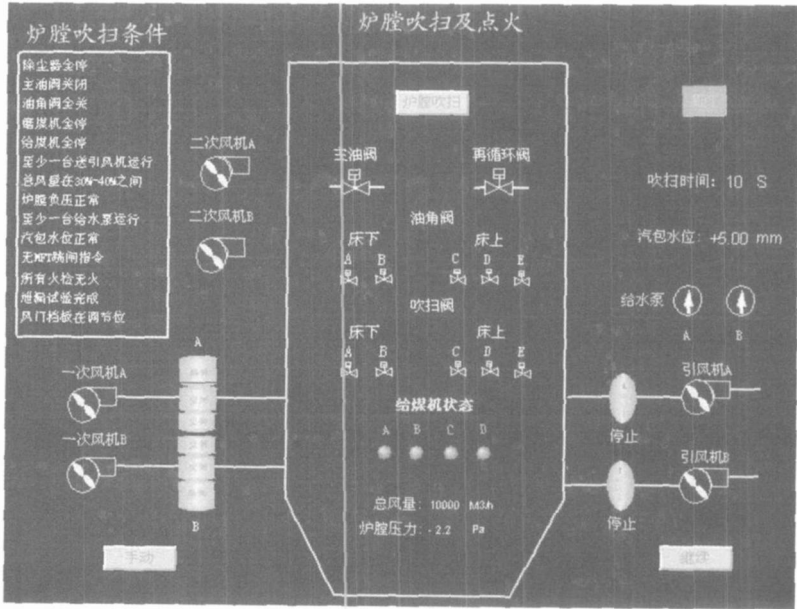 炉膛吹扫条件
炉膛吹扫及点火
除尘器全停
主油阀关闭
油角阀全关
磨煤机全停
给煤机全停
至少一台送引风机运行
总风量在30%-40%之间
炉膛负压正常
至少一台给水泵运行
汽包水位正常
无MFT跳闸指令
所有火检无火
泄漏试验完成
风门档板在调节位
二次风机A
二次风机B
炉膛吹扫
主油阀
再循环阀
油角阀
床下
床上
A B C D E
吹扫阀
床下
床上
A B C D E
给煤机状态
A B C D
总风量: 10000 M3/h
炉膛压力: -2.2 Pa
吹扫时间: 10 S
汽包水位: +5.00 mm
给水泵
A B
A
一次风机A
一次风机B
B
引风机A
停止
引风机B
停止
手动